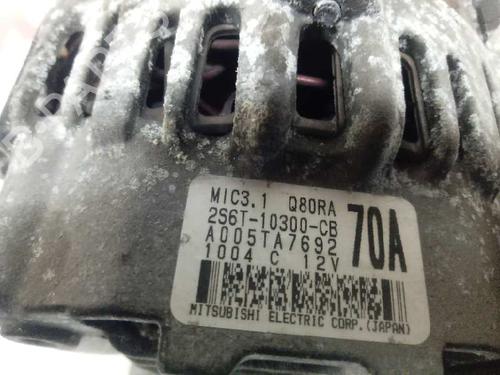 MIC3.1 Q80RA
2S6T-10300-CB
A005TA7692
70A
1004 C 12V
MITSUBISHI ELECTRIC CORP.(JAPAN)